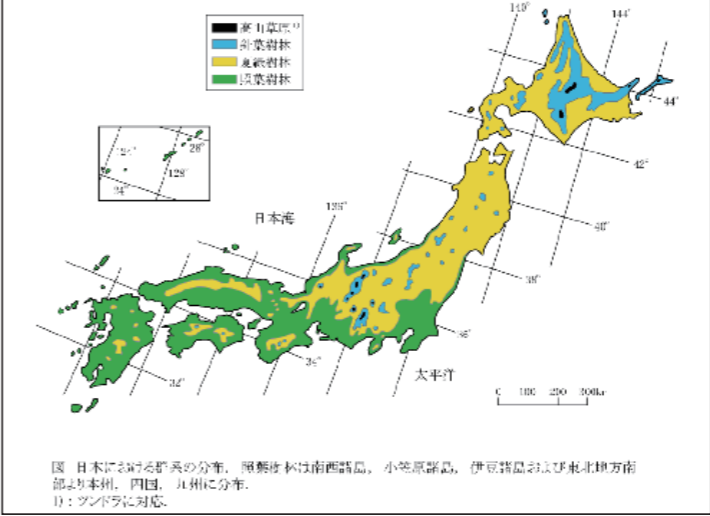 高山草原1)
針葉樹林
夏緑樹林
照葉樹林
140°
144°
44°
42°
40°
38°
36°
136°
34°
32°
28°
128°
24°
日本海
太平洋
0 100 200 300km
図 日本における群系の分布. 照葉樹林は南西諸島, 小笠原諸島, 伊豆諸島および東北地方南
部より本州, 四国, 九州に分布.
1) : ツンドラに対応.